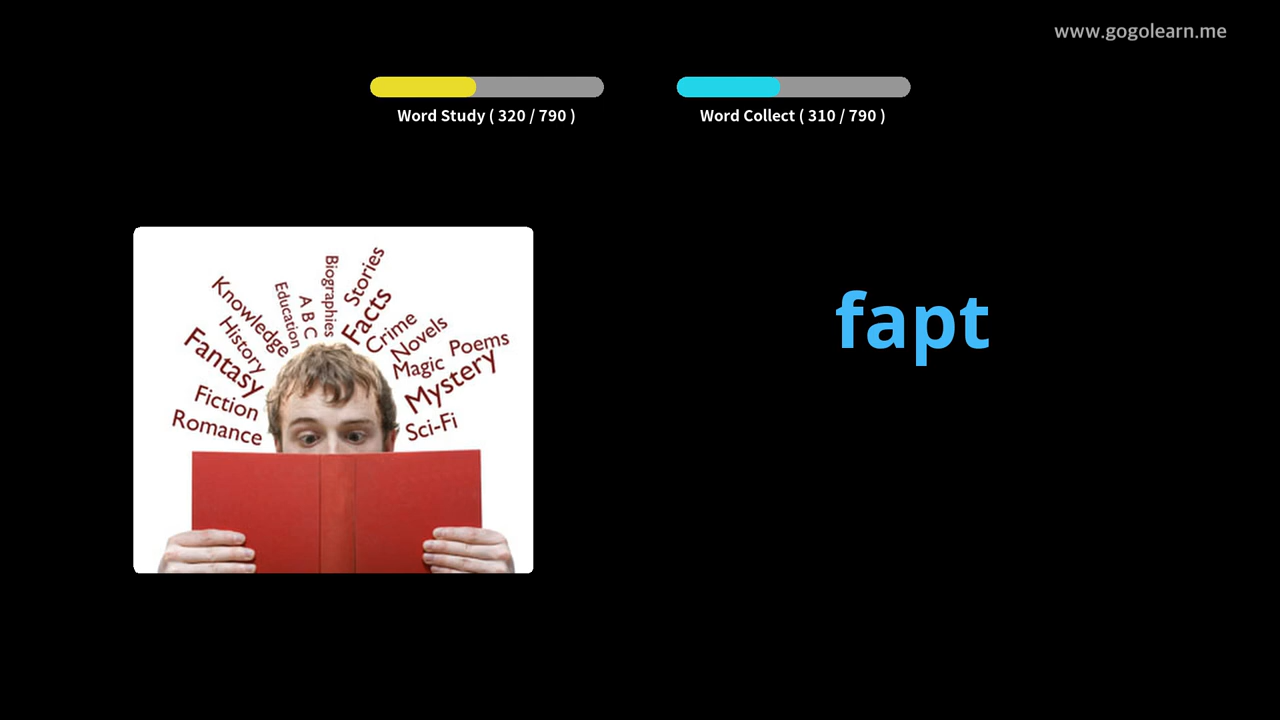 www.gogolearn.me
Word Study ( 320 / 790 )
Word Collect ( 310 / 790 )
fapt
Knowledge
History
Fantasy
Fiction
Romance
Education
A B C
Biographies
Stories
Facts
Crime
Novels
Magic
Poems
Mystery
Sci-Fi